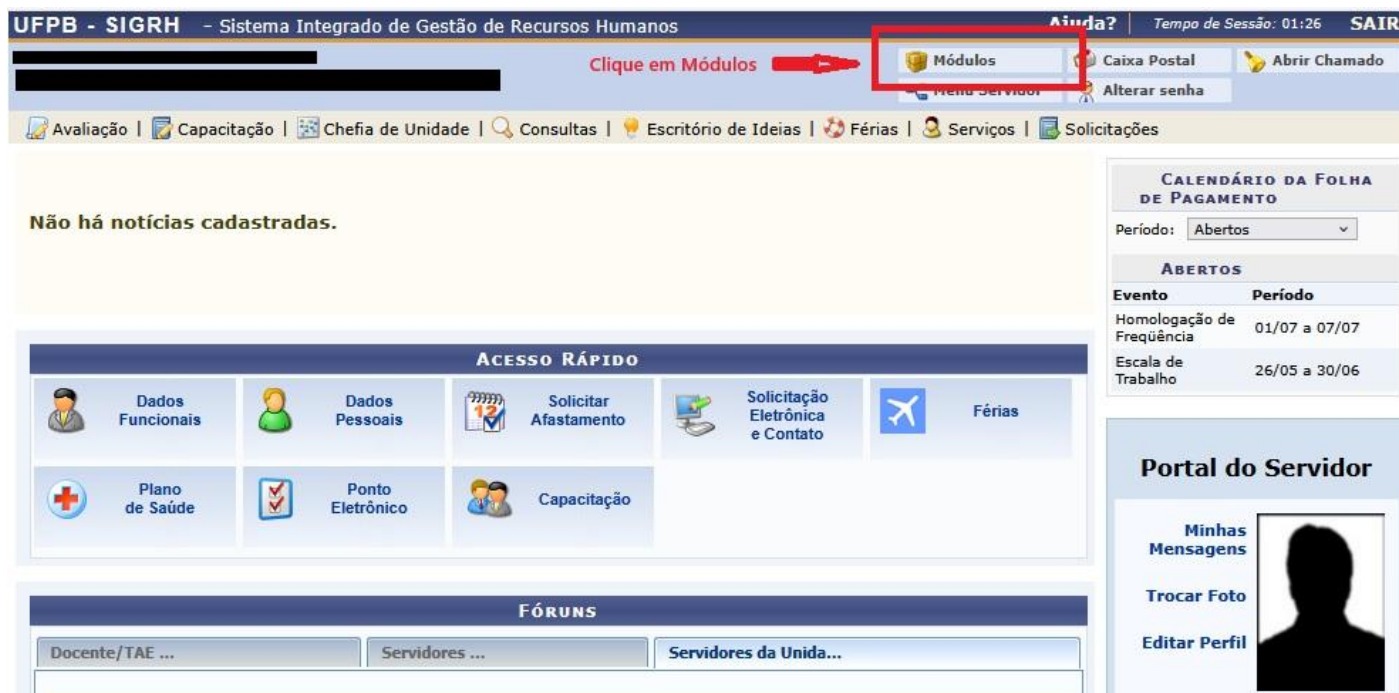 UFPB - SIGRH - Sistema Integrado de Gestão de Recursos Humanos
Ajuda? Tempo de Sessão: 01:26 SAIR
Clique em Módulos
Módulos
Caixa Postal
Abrir Chamado
Menu Servidor
Alterar senha
Avaliação | Capacitação | Chefia de Unidade | Consultas | Escritório de Ideias | Férias | Serviços | Solicitações
Não há notícias cadastradas.
Calendário da Folha
de Pagamento
Período: Abertos
Abertos
Evento Período
Homologação de
Freqüência
01/07 a 07/07
Escala de
Trabalho
26/05 a 30/06
Acesso Rápido
Dados
Funcionais
Dados
Pessoais
12
Solicitar
Afastamento
Solicitação
Eletrônica
e Contato
Férias
Plano
de Saúde
Ponto
Eletrônico
Capacitação
Portal do Servidor
Minhas
Mensagens
Trocar Foto
Editar Perfil
Fóruns
Docente/TAE ...
Servidores ...
Servidores da Unida...